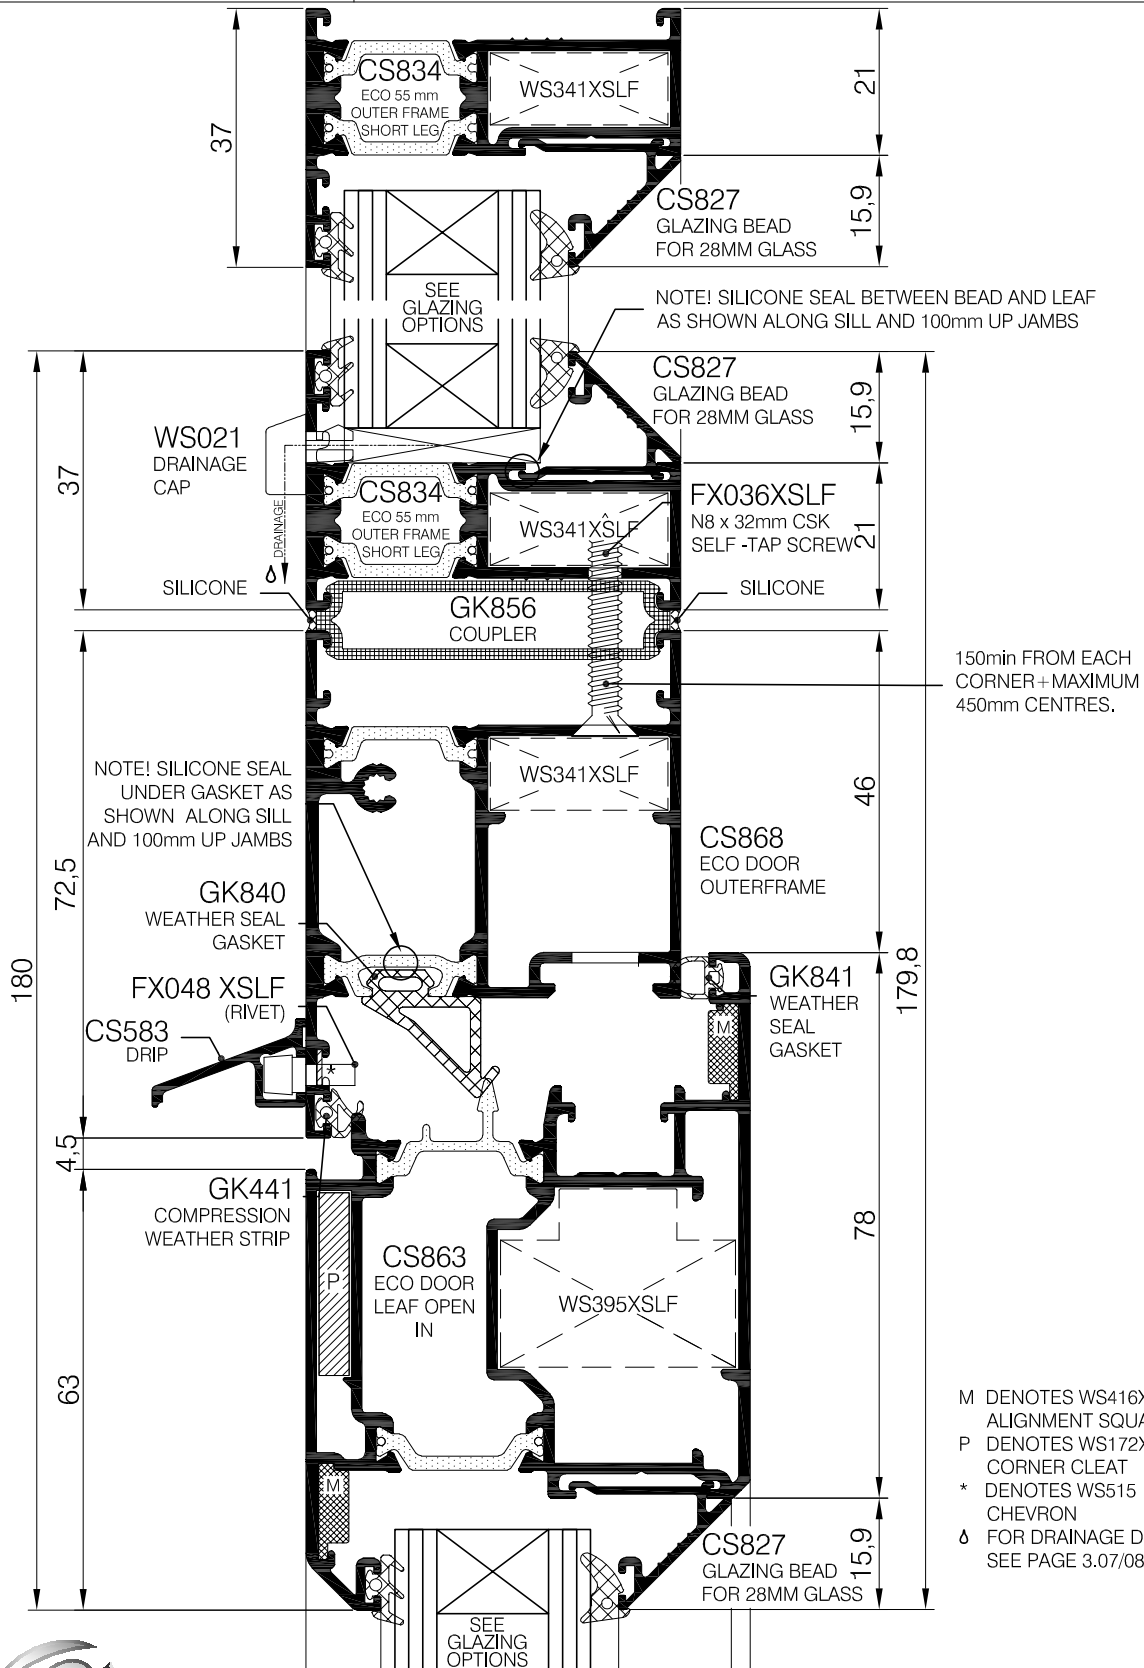 CS834
ECO 55 mm
OUTER FRAME
SHORT LEG
WS341XSLF
37
21
15,9
CS827
GLAZING BEAD
FOR 28MM GLASS
SEE
GLAZING
OPTIONS
NOTE! SILICONE SEAL BETWEEN BEAD AND LEAF
AS SHOWN ALONG SILL AND 100mm UP JAMBS
CS827
GLAZING BEAD
FOR 28MM GLASS
15,9
WS021
DRAINAGE
CAP
37
DRAINAGE
CS834
ECO 55 mm
OUTER FRAME
SHORT LEG
WS341XSLF
FX036XSLF
N8 x 32mm CSK
SELF -TAP SCREW
21
SILICONE
GK856
COUPLER
SILICONE
150min FROM EACH
CORNER+MAXIMUM
450mm CENTRES.
NOTE! SILICONE SEAL
UNDER GASKET AS
SHOWN ALONG SILL
AND 100mm UP JAMBS
WS341XSLF
46
CS868
ECO DOOR
OUTERFRAME
72,5
GK840
WEATHER SEAL
GASKET
180
179,8
FX048 XSLF
(RIVET)
GK841
WEATHER
SEAL
GASKET
CS583
DRIP
M
*
4,5
GK441
COMPRESSION
WEATHER STRIP
P
CS863
ECO DOOR
LEAF OPEN
IN
WS395XSLF
78
63
M
M DENOTES WS416X
ALIGNMENT SQUA
P DENOTES WS172X
CORNER CLEAT
* DENOTES WS515
CHEVRON
FOR DRAINAGE D
SEE PAGE 3.07/08
CS827
GLAZING BEAD
FOR 28MM GLASS
15,9
SEE
GLAZING
OPTIONS